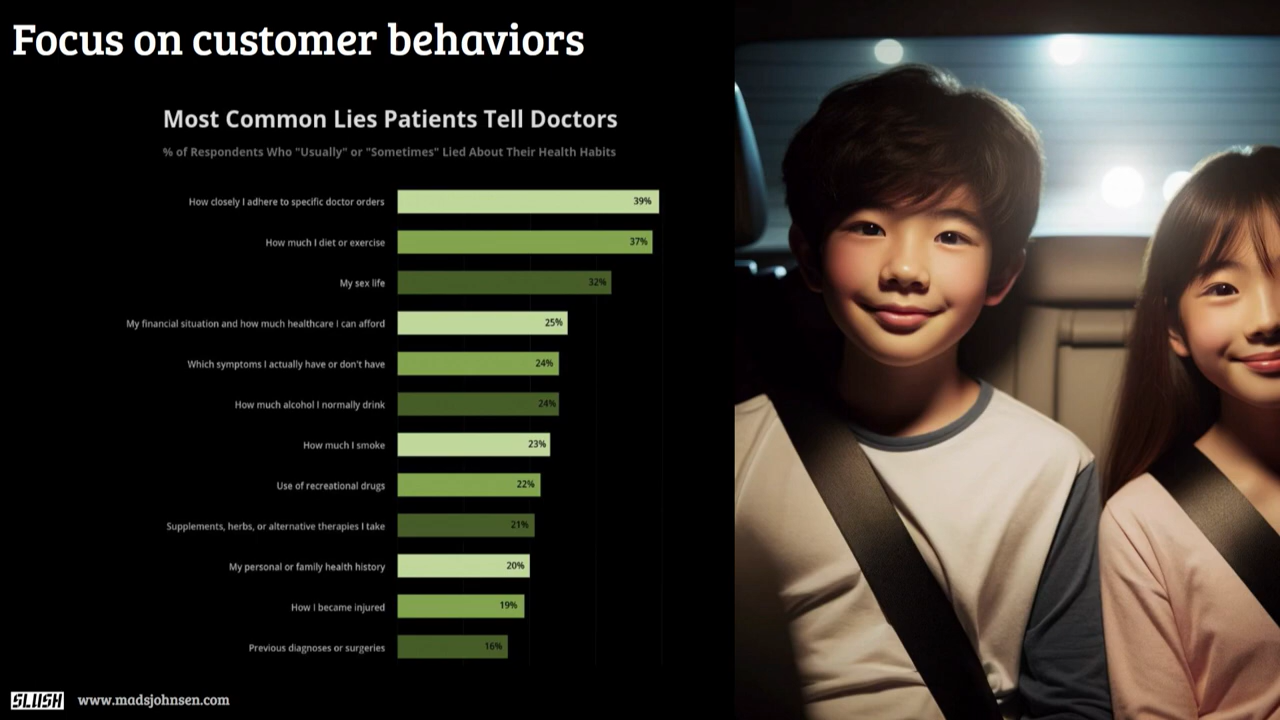 Focus on customer behaviors
Most Common Lies Patients Tell Doctors
% of Respondents Who "Usually" or "Sometimes" Lied About Their Health Habits
How closely I adhere to specific doctor orders 39%
How much I diet or exercise 37%
My sex life 32%
My financial situation and how much healthcare I can afford 25%
Which symptoms I actually have or don't have 24%
How much alcohol I normally drink 24%
How much I smoke 23%
Use of recreational drugs 22%
Supplements, herbs, or alternative therapies I take 21%
My personal or family health history 20%
How I became injured 19%
Previous diagnoses or surgeries 16%
SLUSH www.madsjohnsen.com